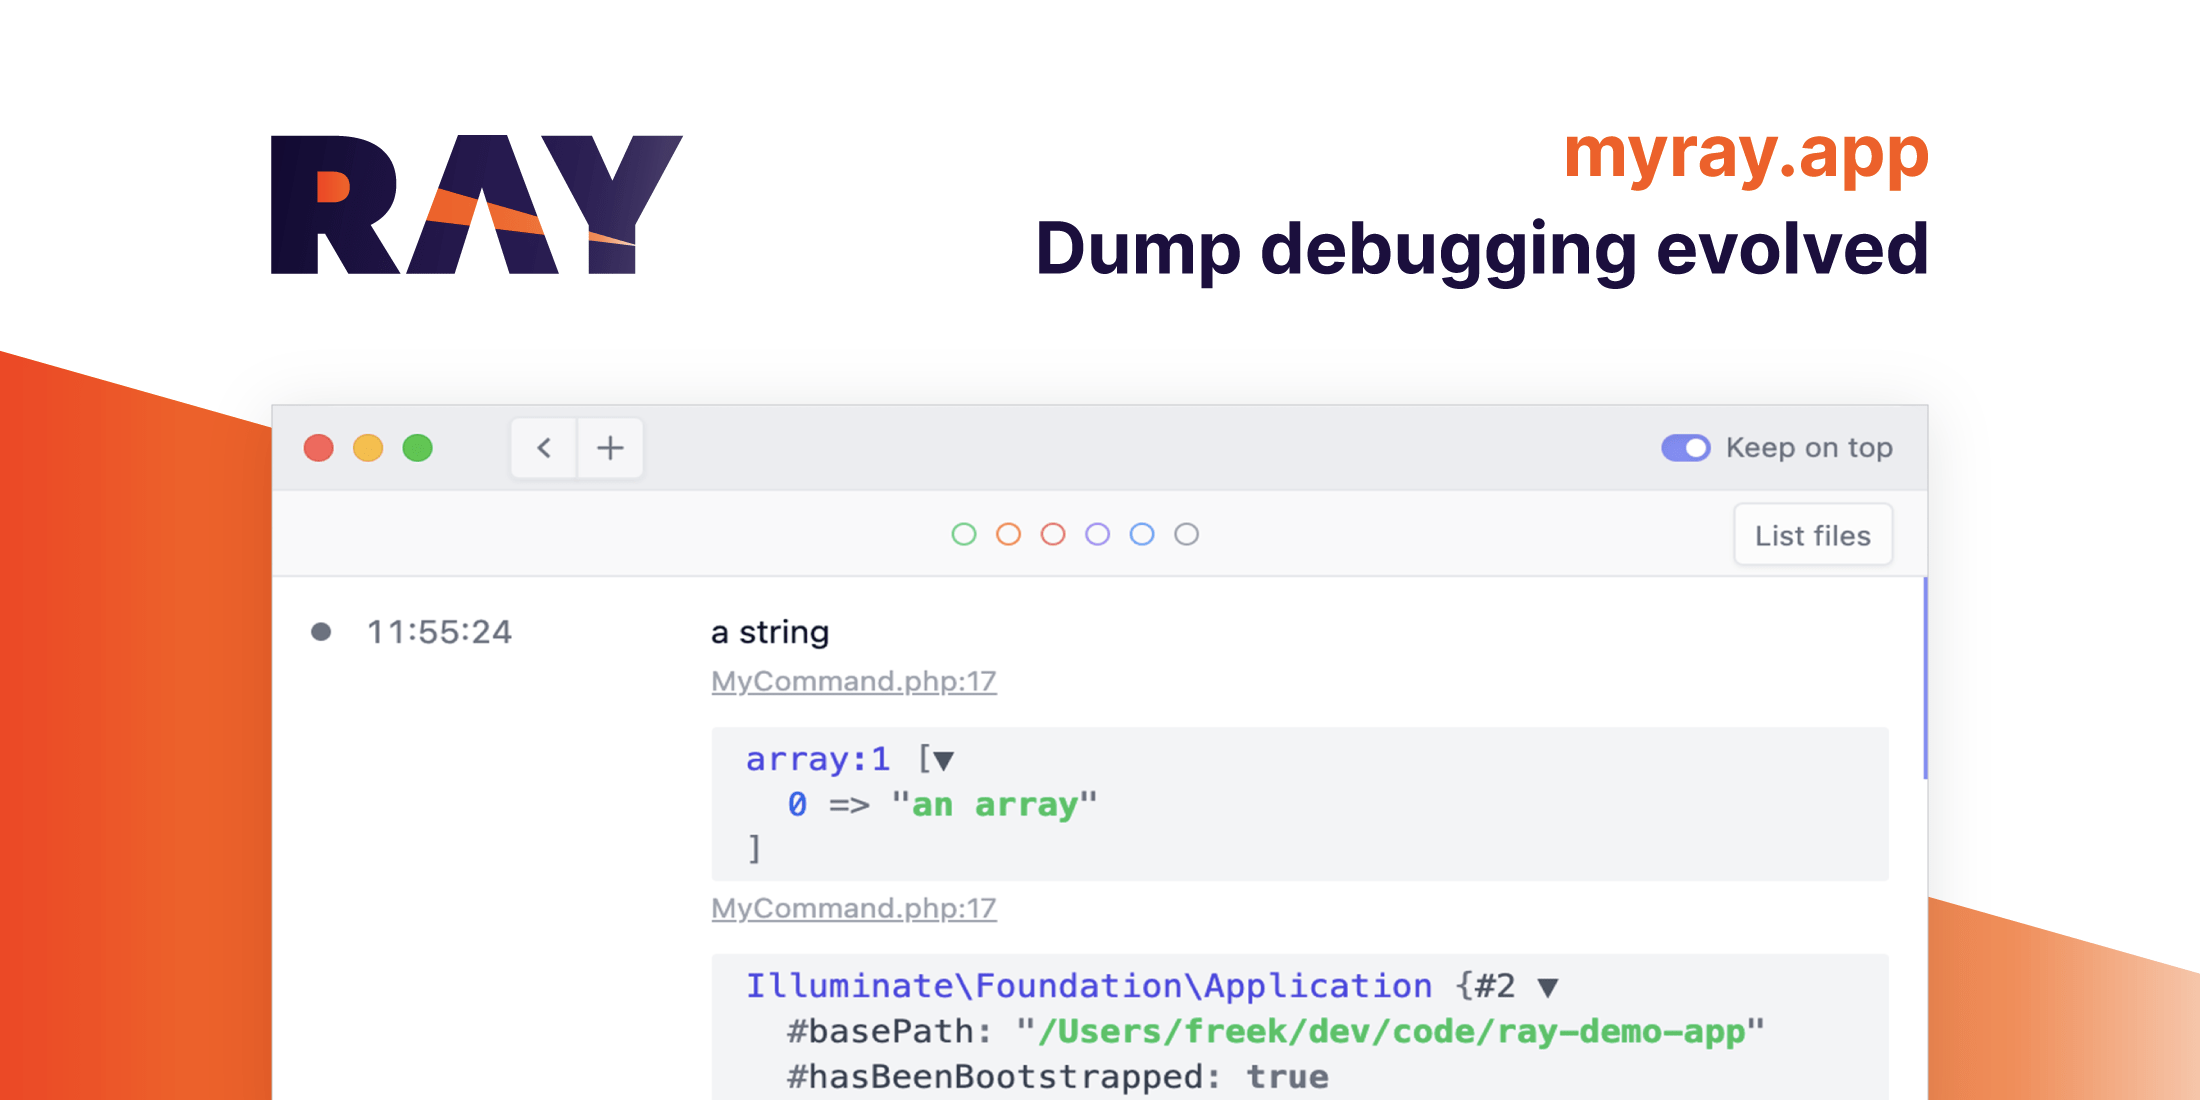 RAY
myray.app
Dump debugging evolved
Keep on top
List files
11:55:24
a string
MyCommand.php:17
array:1 [▼
0 => "an array"
]
MyCommand.php:17
Illuminate\Foundation\Application {#2 ▼
#basePath: "/Users/freek/dev/code/ray-demo-app"
#hasBeenBootstrapped: true